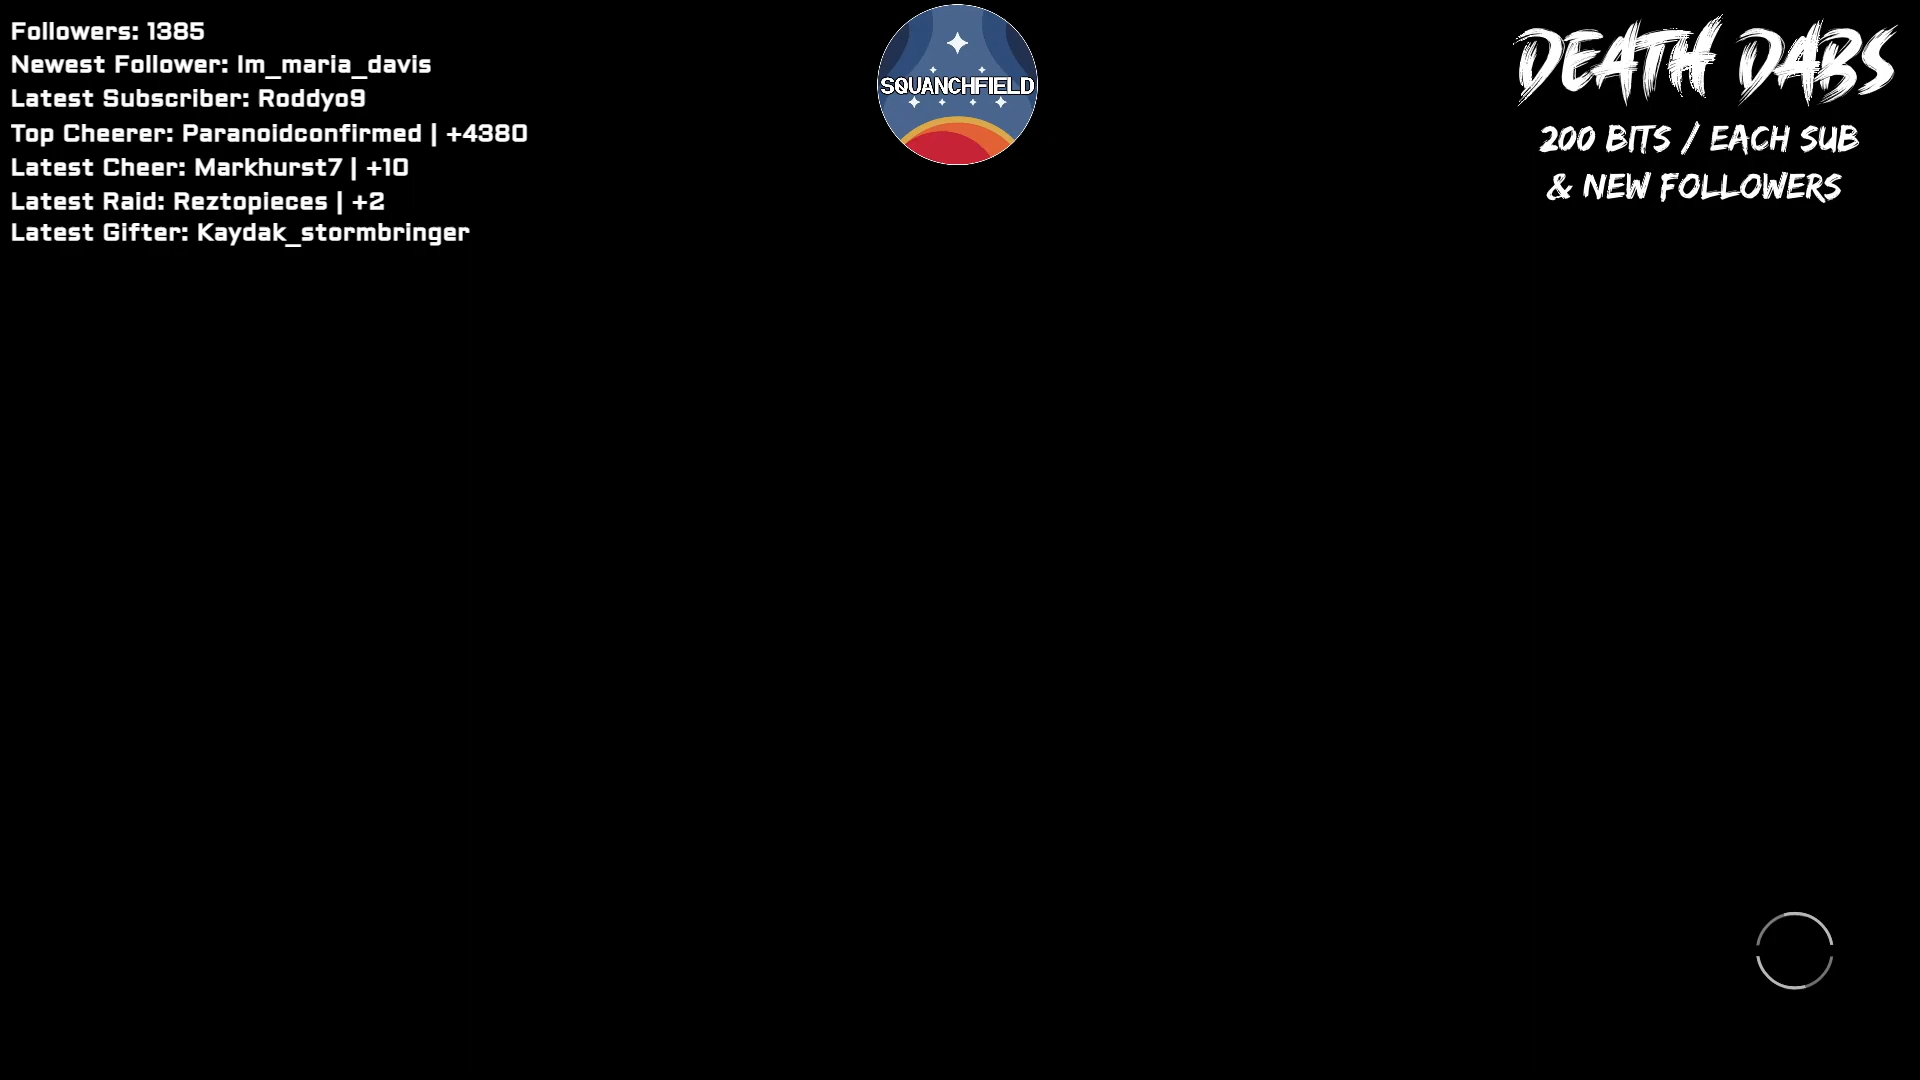 Followers: 1385
Newest Follower: Im_maria_davis
Latest Subscriber: Roddyo9
Top Cheerer: Paranoidconfirmed | +4380
Latest Cheer: Markhurst7 | +10
Latest Raid: Reztopieces | +2
Latest Gifter: Kaydak_stormbringer
SQUANCHFIELD
DEATH DABS
200 BITS / EACH SUB
& NEW FOLLOWERS